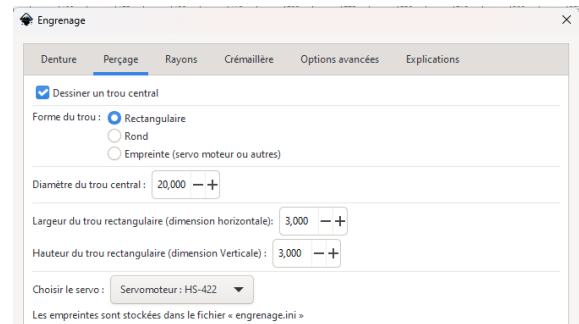 Engrenage
Denture Perçage Rayons Crémaillère Options avancées Explications
Dessiner un trou central
Forme du trou : Rectangulaire
Rond
Empreinte (servo moteur ou autres)
Diamètre du trou central : 20,000
Largeur du trou rectangulaire (dimension horizontale): 3,000
Hauteur du trou rectangulaire (dimension Verticale) : 3,000
Choisir le servo : Servomoteur : HS-422
Les empreintes sont stockées dans le fichier « engrenage.ini »